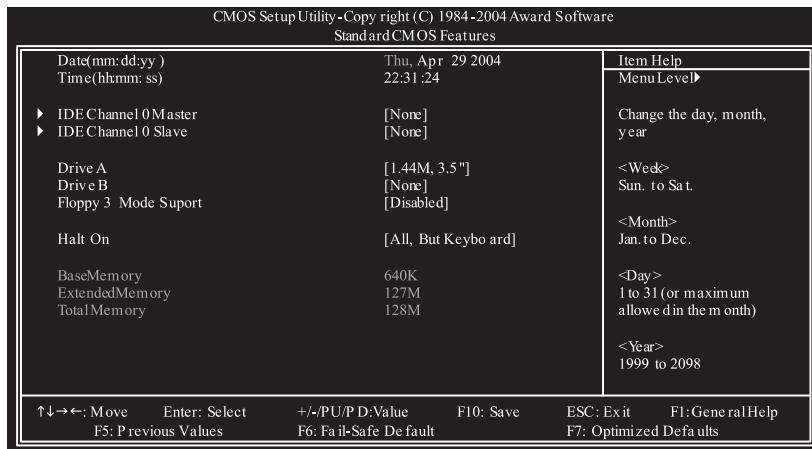 CMOS Setup Utility-Copy right (C) 1984-2004 Award Software
Standard CMOS Features
Date(mm:dd:yy) Thu, Apr 29 2004
Time(hh:mm:ss) 22:31:24
IDE Channel 0 Master [None]
IDE Channel 0 Slave [None]
Drive A [1.44M, 3.5"]
Drive B [None]
Floppy 3 Mode Suport [Disabled]
Halt On [All, But Keyboard]
Base Memory 640K
Extended Memory 127M
Total Memory 128M
Item Help
Menu Level▶
Change the day, month,
year
<Week>
Sun. to Sat.
<Month>
Jan. to Dec.
<Day>
1 to 31 (or maximum
allowed in the month)
<Year>
1999 to 2098
↑↓→←: Move Enter: Select +/-/PU/PD:Value F10: Save ESC: Exit F1:General Help
F5: Previous Values F6: Fail-Safe Default F7: Optimized Defaults